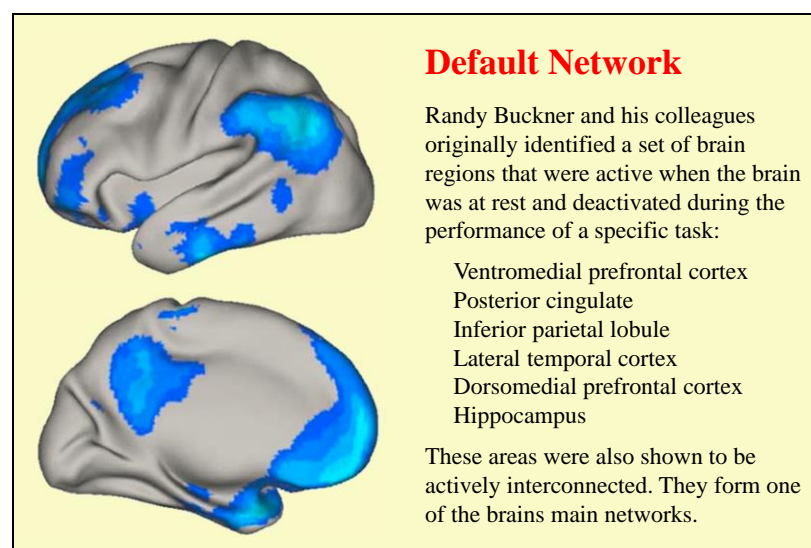 Default Network
Randy Buckner and his colleagues
originally identified a set of brain
regions that were active when the brain
was at rest and deactivated during the
performance of a specific task:
Ventromedial prefrontal cortex
Posterior cingulate
Inferior parietal lobule
Lateral temporal cortex
Dorsomedial prefrontal cortex
Hippocampus
These areas were also shown to be
actively interconnected. They form one
of the brains main networks.